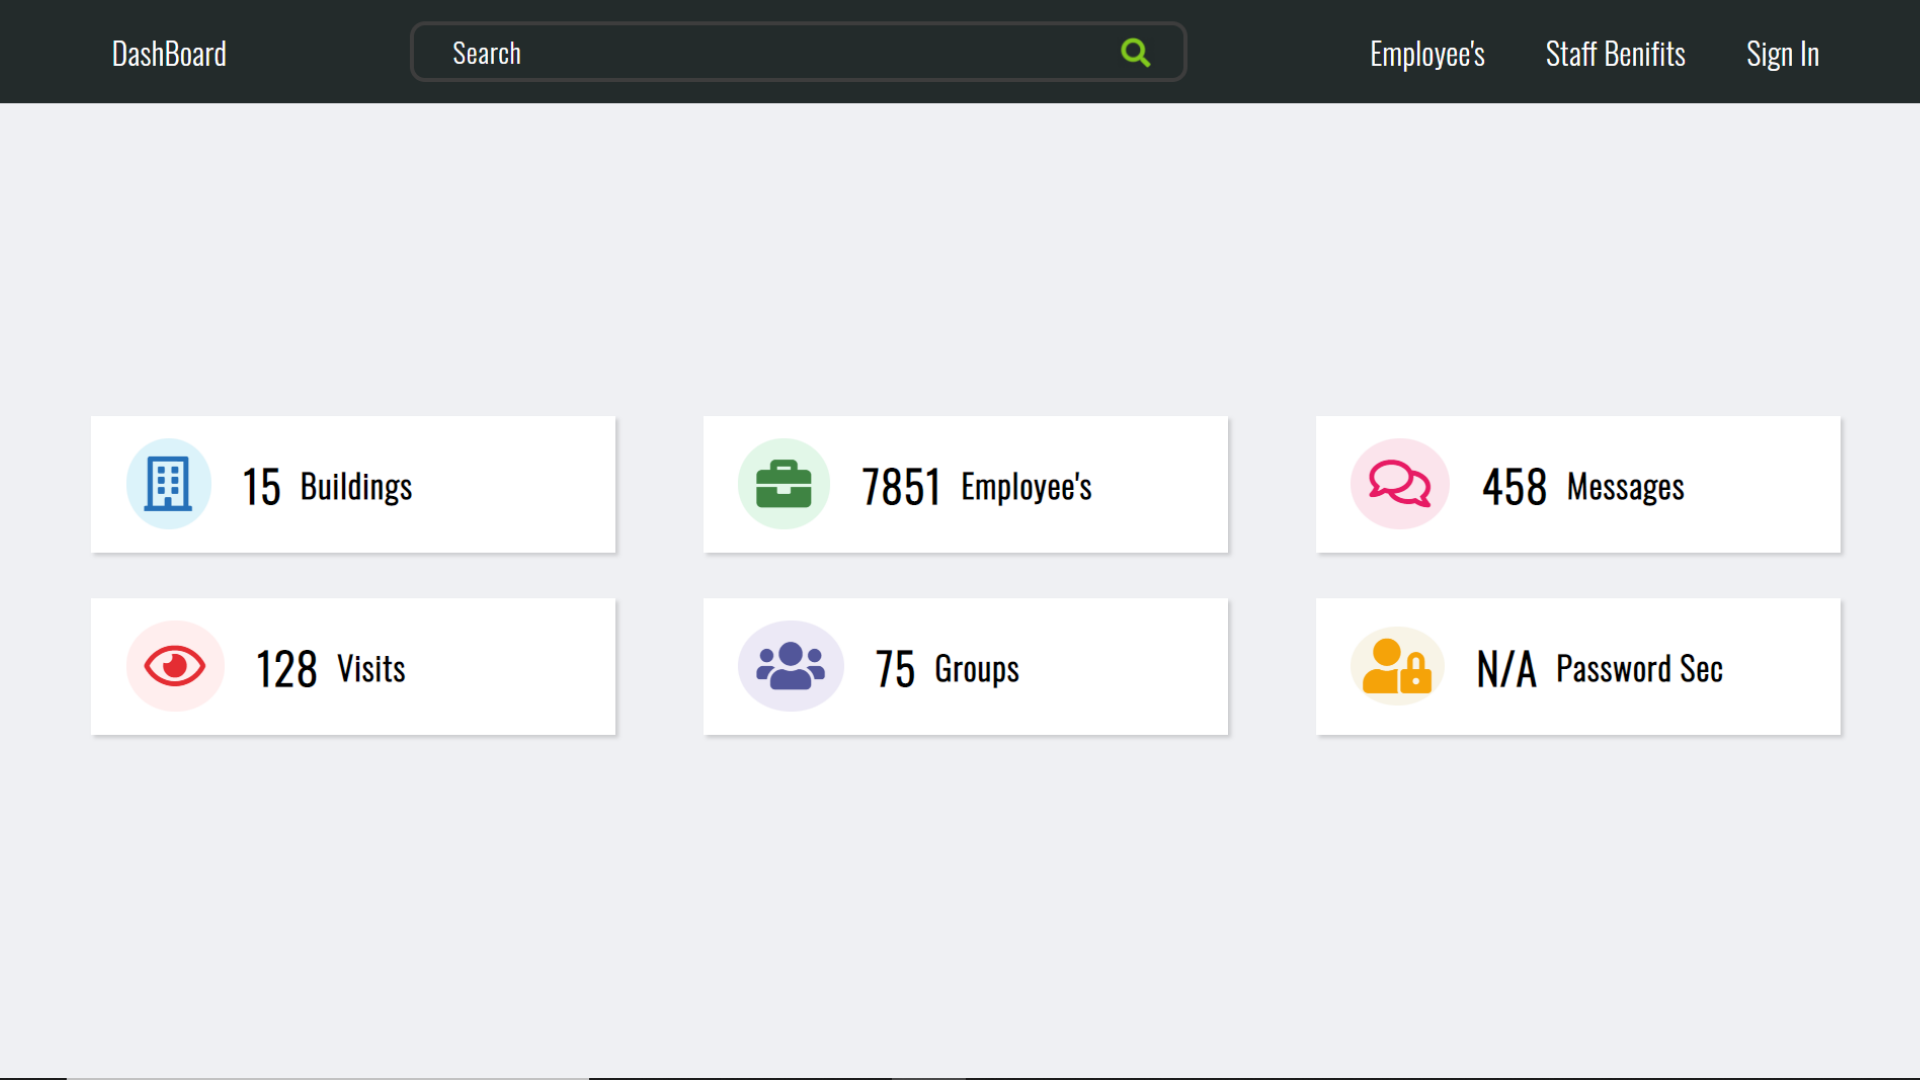 DashBoard
Search
Employee's
Staff Benifits
Sign In
15 Buildings
7851 Employee's
458 Messages
128 Visits
75 Groups
N/A Password Sec